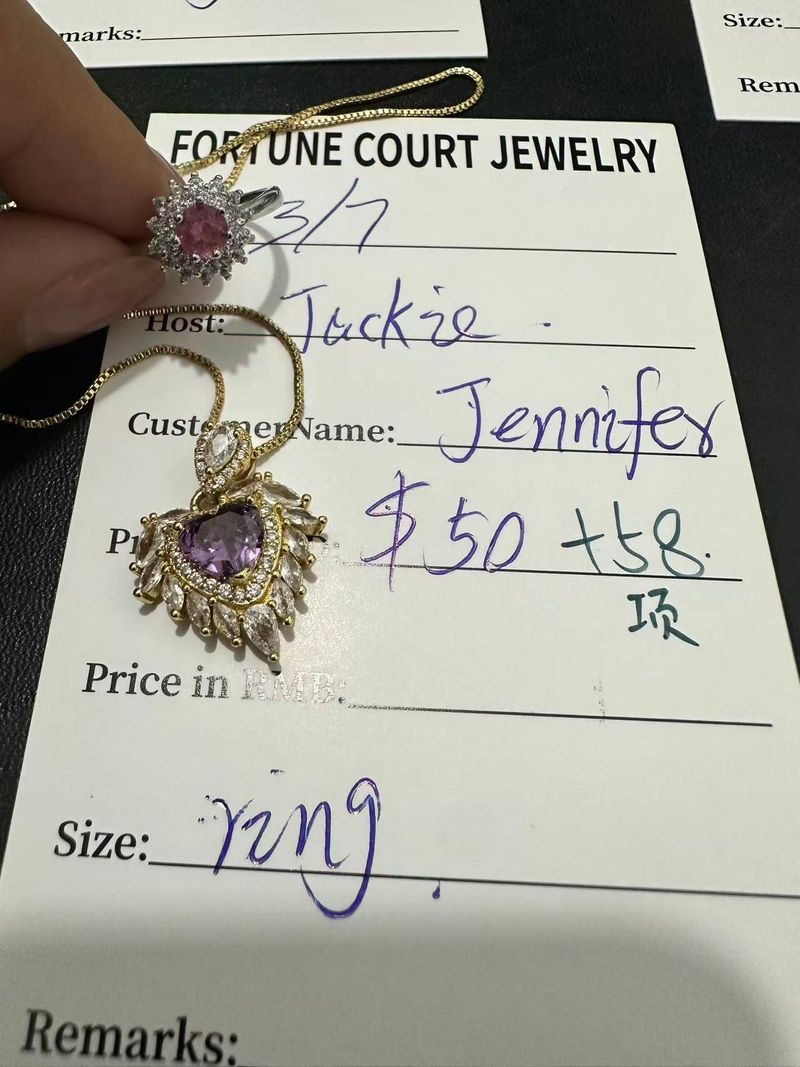 marks:
Size:
Rem
FORTUNE COURT JEWELRY
3/7
Host: Jackie
Customer Name: Jennifer
$50 +58.
项
Price in RMB:
Size: ring
Remarks: